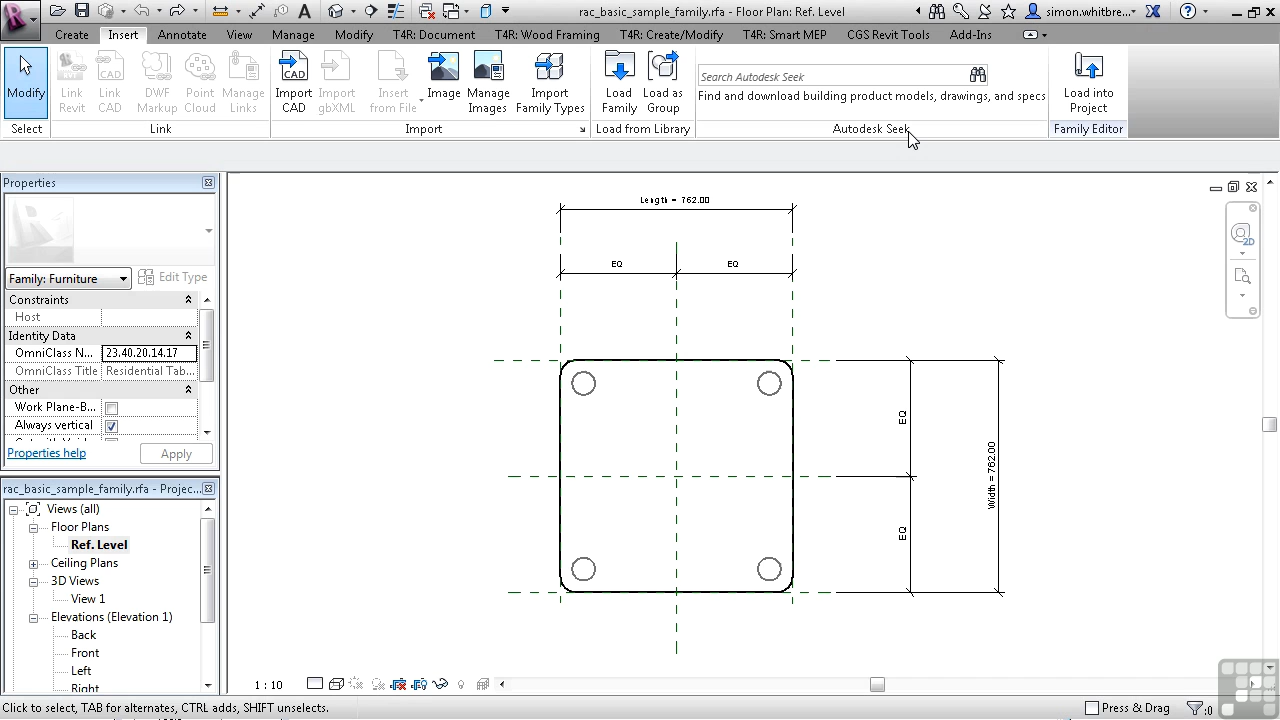 rac_basic_sample_family.rfa - Floor Plan: Ref. Level
simon.whitbre...
Create Insert Annotate View Manage Modify T4R: Document T4R: Wood Framing T4R: Create/Modify T4R: Smart MEP CGS Revit Tools Add-Ins
Modify
Link Revit
Link CAD
DWF Markup
Point Cloud
Manage Links
Import CAD
Import gbXML
Insert from File
Image
Manage Images
Import Family Types
Load Family
Load as Group
Search Autodesk Seek
Find and download building product models, drawings, and specs
Load into Project
Select Link Import Load from Library Autodesk Seek Family Editor
Properties
Family: Furniture
Edit Type
Constraints
Host
Identity Data
OmniClass N... 23.40.20.14.17
OmniClass Title Residential Tab...
Other
Work Plane-B...
Always vertical
Properties help
Apply
rac_basic_sample_family.rfa - Projec...
Views (all)
Floor Plans
Ref. Level
Ceiling Plans
3D Views
View 1
Elevations (Elevation 1)
Back
Front
Left
Right
Length = 762.00
EQ EQ
EQ
EQ
Width = 762.00
2D
1 : 10
Click to select, TAB for alternates, CTRL adds, SHIFT unselects.
Press & Drag
:0